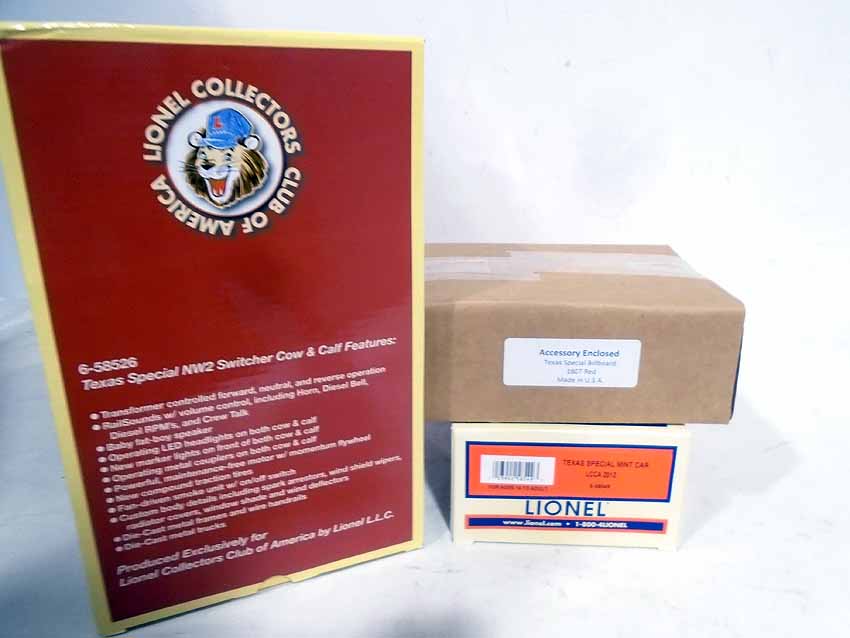 LIONEL COLLECTORS CLUB OF AMERICA
L
6-58526
Texas Special NW2 Switcher Cow & Calf Features:
● Transformer controlled forward, neutral, and reverse operation
● RailSounds w/ volume control, including Horn, Diesel Bell,
Diesel RPM's, and Crew Talk
● Baby fat-boy speaker
● Operating LED headlights on both cow & calf
● New marker lights on front of both cow & calf
● Operating metal couplers on both cow & calf
● Powerful, maintenance-free motor w/ momentum flywheel
● New compound traction tires
● Fan-driven smoke unit w/ on/off switch
● Custom body details including spark arrestors, wind shield wipers,
radiator covers, window shade and wind deflectors
● Die-Cast metal frames and wire handrails
● Die-Cast metal trucks
Produced Exclusively for
Lionel Collectors Club of America by Lionel L.L.C.
Accessory Enclosed
Texas Special Billboard
Red
Made in U.S.A.
TEXAS SPECIAL MINT CAR
LCCA 2012
FOR AGES 14 TO ADULT
LIONEL
www.lionel.com • 1-800-4LIONEL